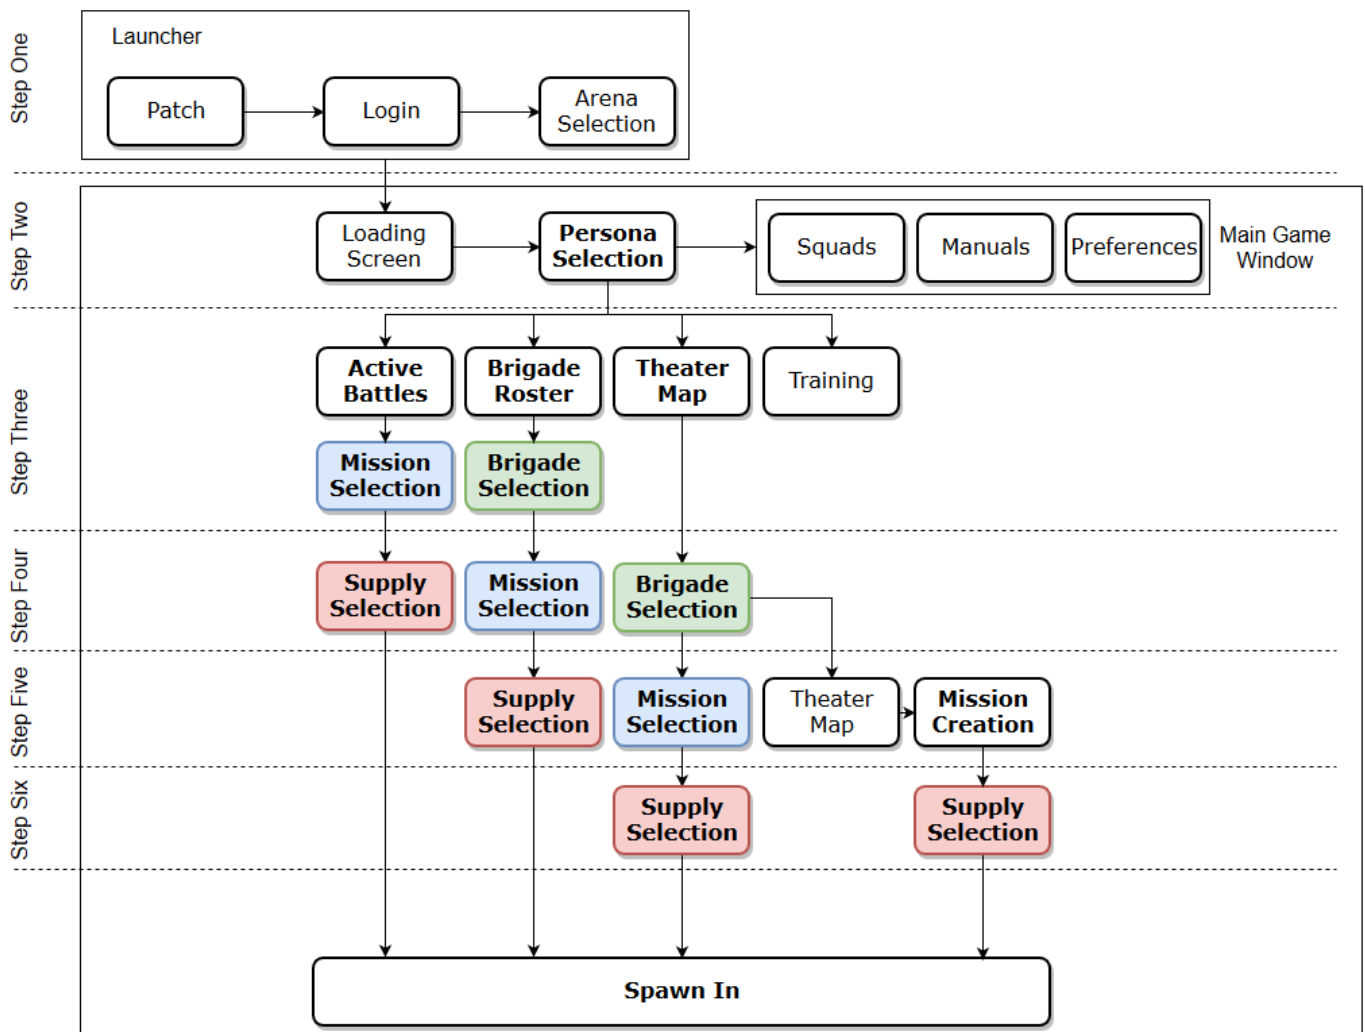 Step One
Launcher
Patch
Login
Arena
Selection
Step Two
Loading
Screen
Persona
Selection
Squads
Manuals
Preferences
Main Game
Window
Step Three
Active
Battles
Brigade
Roster
Theater
Map
Training
Mission
Selection
Brigade
Selection
Step Four
Supply
Selection
Mission
Selection
Brigade
Selection
Step Five
Supply
Selection
Mission
Selection
Theater
Map
Mission
Creation
Step Six
Supply
Selection
Supply
Selection
Spawn In